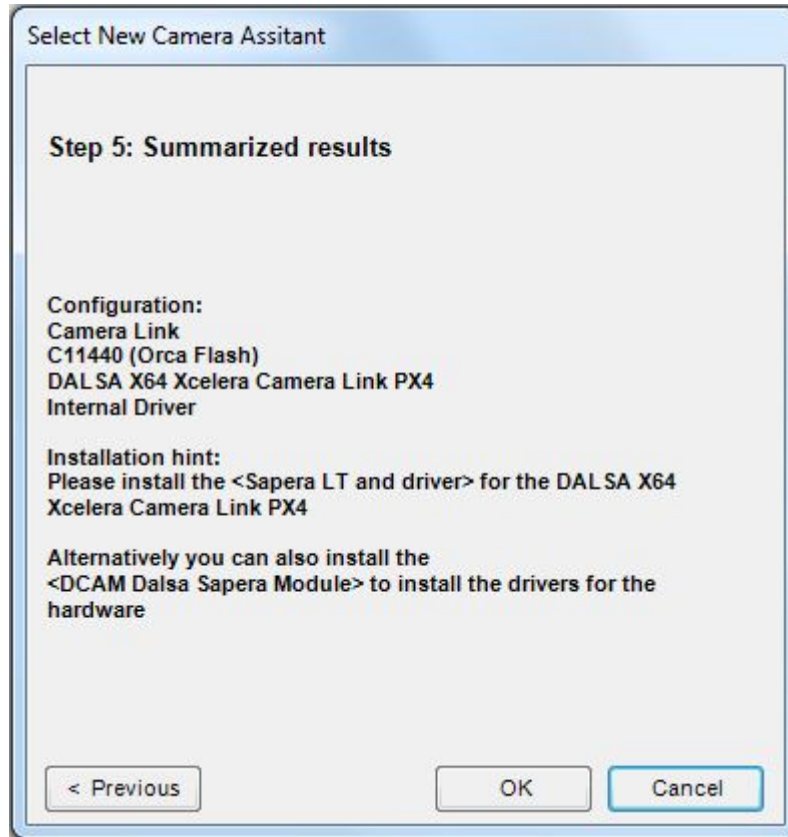 Select New Camera Assitant
Step 5: Summarized results
Configuration:
Camera Link
C11440 (Orca Flash)
DALSA X64 Xcelera Camera Link PX4
Internal Driver
Installation hint:
Please install the <Sapera LT and driver> for the DALSA X64
Xcelera Camera Link PX4
Alternatively you can also install the
<DCAM Dalsa Sapera Module> to install the drivers for the
hardware
< Previous
OK
Cancel